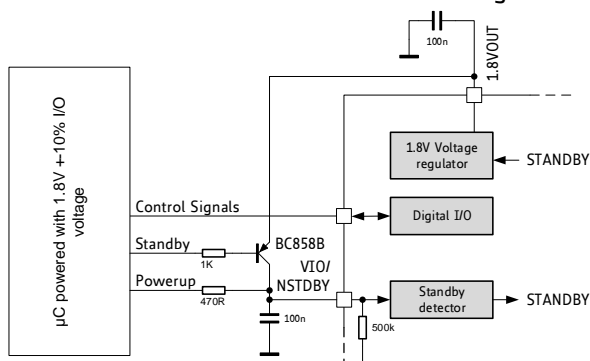 100n
1.8VOUT
µC powered with 1.8V +-10% I/O
voltage
1.8V Voltage
regulator
STANDBY
Control Signals
Digital I/O
Standby
1K
BC858B
VIO/
NSTDBY
Powerup
470R
100n
500k
Standby
detector
STANDBY